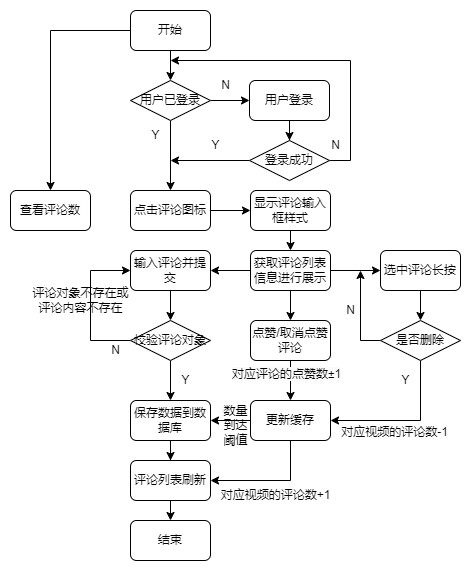 开始
用户已登录
N
用户登录
Y
Y
登录成功
N
查看评论数
点击评论图标
显示评论输入
框样式
输入评论并提
交
获取评论列表
信息进行展示
选中评论长按
评论对象不存在或
评论内容不存在
N
校验评论对象
点赞/取消点赞
评论
N
是否删除
Y
对应评论的点赞数±1
Y
保存数据到数
据库
数量
到达
阈值
更新缓存
对应视频的评论数-1
评论列表刷新
对应视频的评论数+1
结束